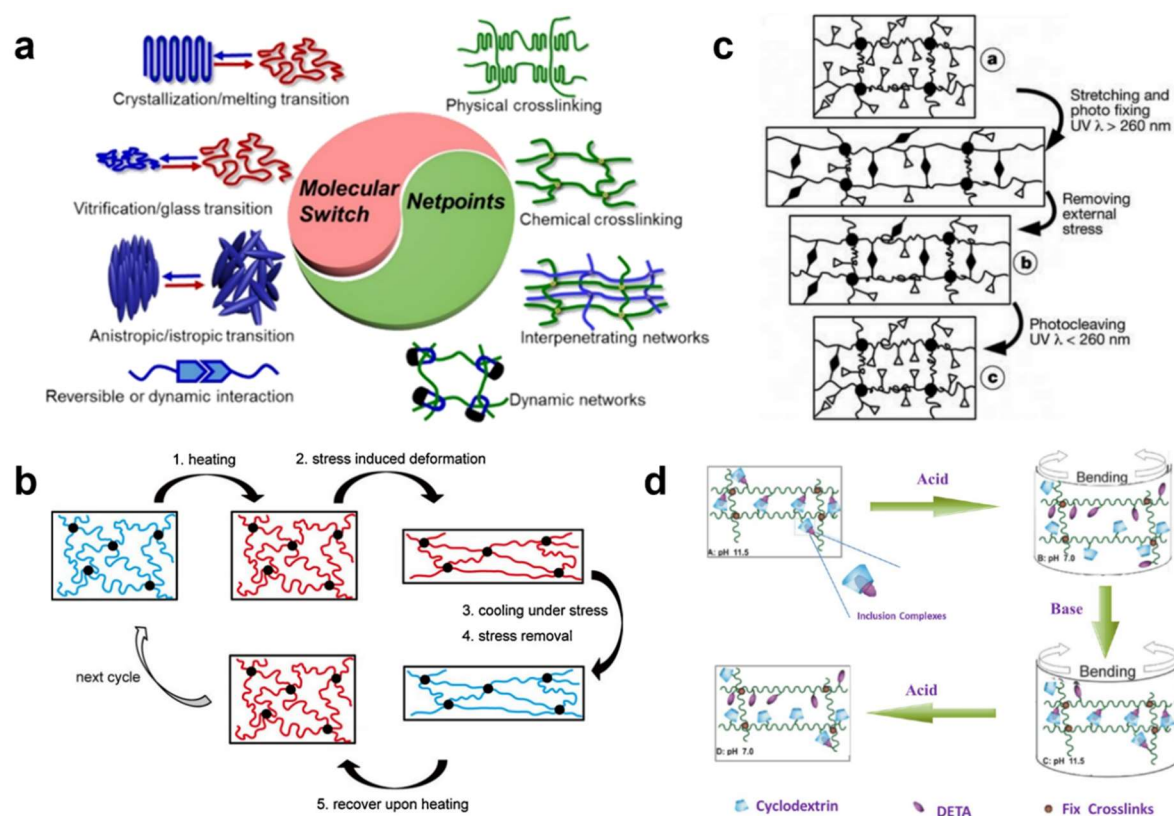 a
Crystallization/melting transition
Vitrification/glass transition
Anistropic/istropic transition
Reversible or dynamic interaction
Molecular
Switch
Netpoints
Physical crosslinking
Chemical crosslinking
Interpenetrating networks
Dynamic networks
c
a
Stretching and
photo fixing
UV λ > 260 nm
Removing
external
stress
b
Photocleaving
UV λ < 260 nm
c
b
1. heating
2. stress induced deformation
3. cooling under stress
4. stress removal
next cycle
5. recover upon heating
d
A: pH 11.5
Acid
Inclusion Complexes
Bending
B: pH 7.0
Base
Bending
C: pH 11.5
Acid
D: pH 7.0
Cyclodextrin
DETA
Fix Crosslinks